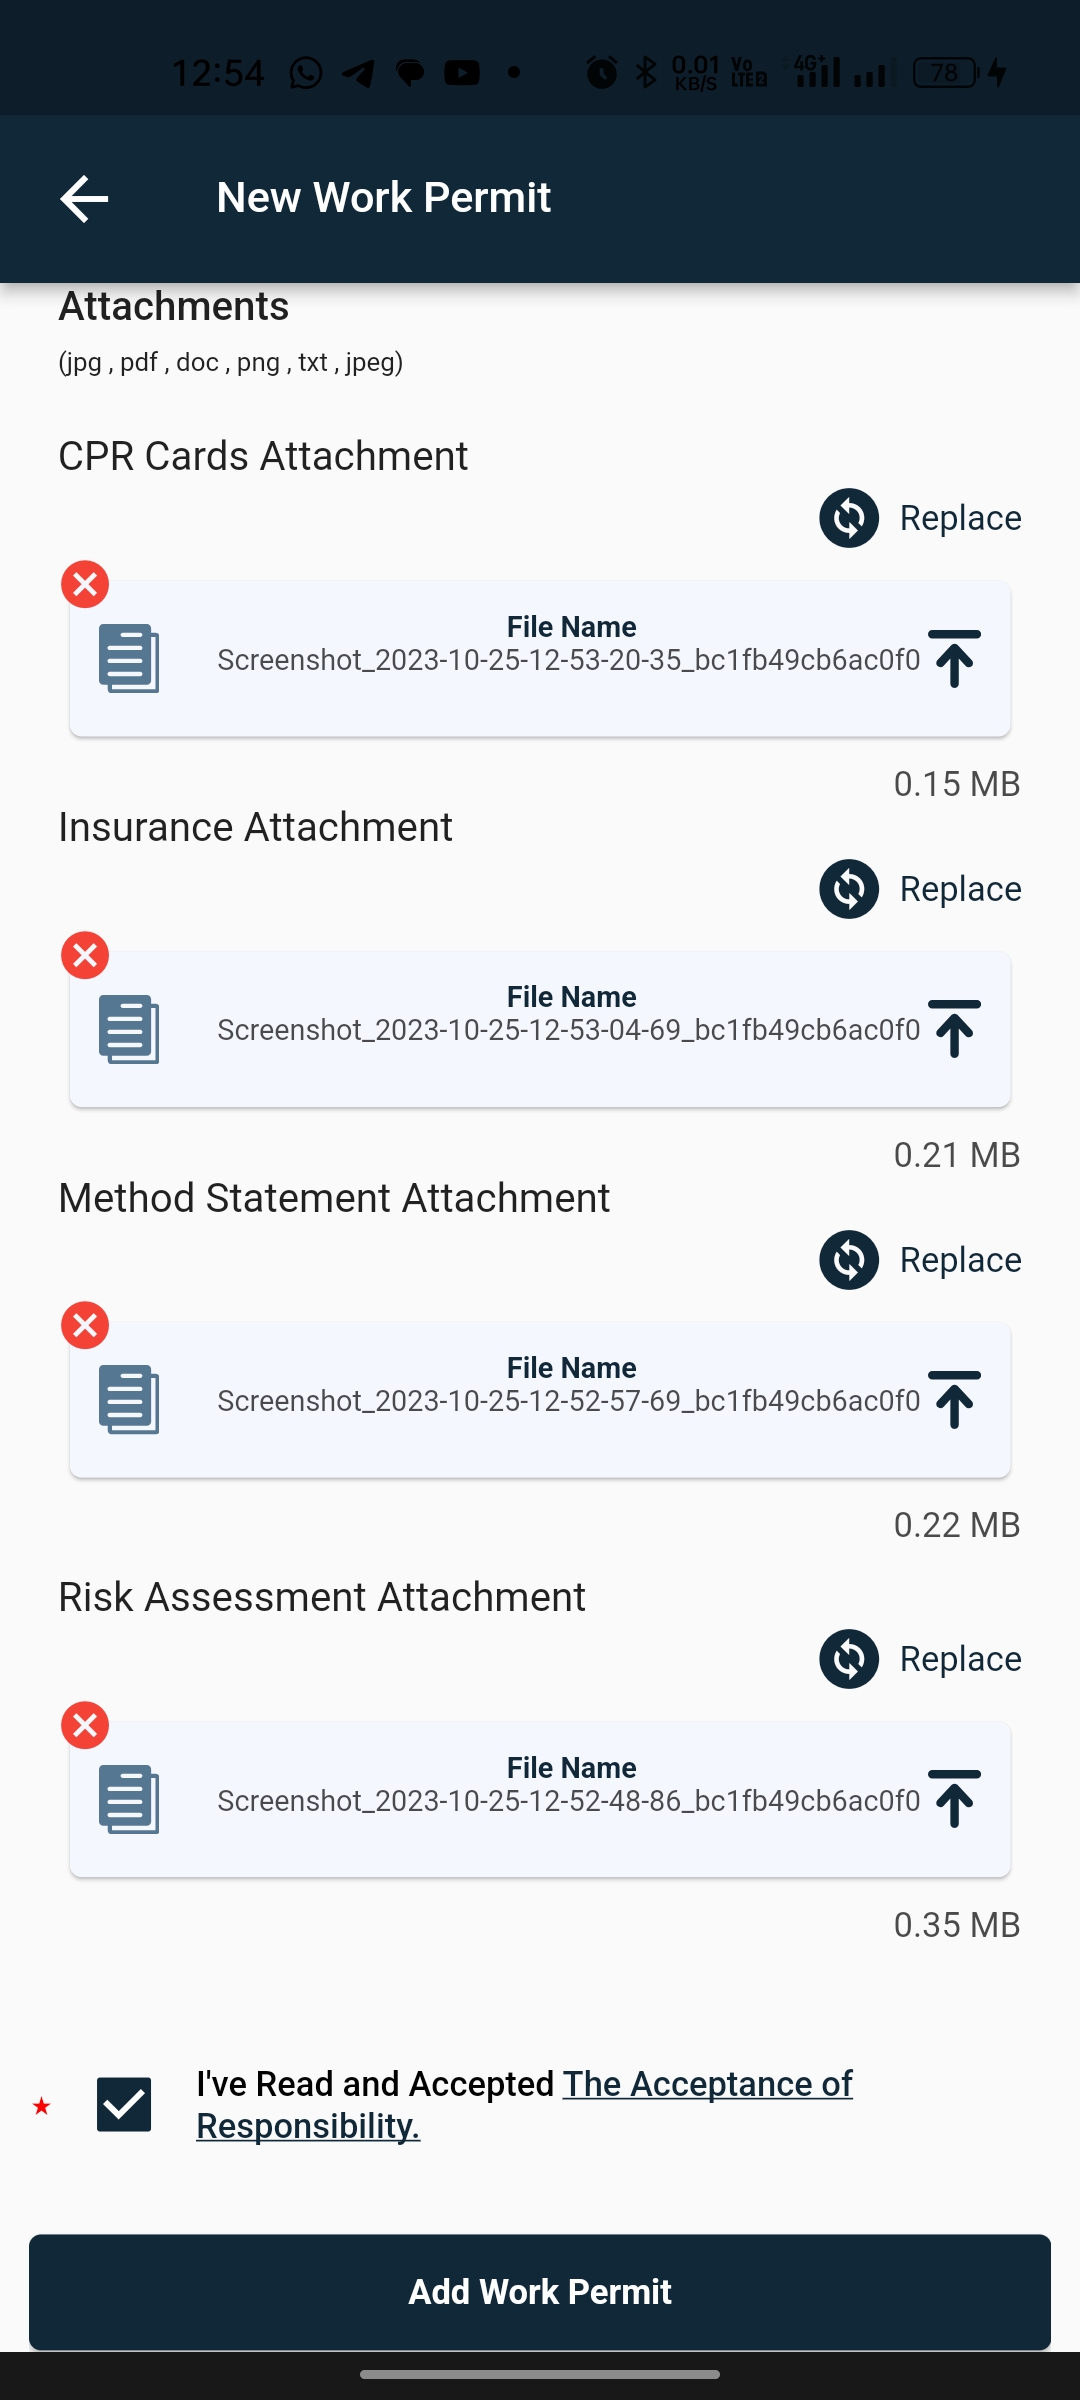 12:54
0.01 KB/S
Vo LTE 2
4G+
78
New Work Permit
Attachments
(jpg , pdf , doc , png , txt , jpeg)
CPR Cards Attachment
Replace
File Name
Screenshot_2023-10-25-12-53-20-35_bc1fb49cb6ac0f0
0.15 MB
Insurance Attachment
Replace
File Name
Screenshot_2023-10-25-12-53-04-69_bc1fb49cb6ac0f0
0.21 MB
Method Statement Attachment
Replace
File Name
Screenshot_2023-10-25-12-52-57-69_bc1fb49cb6ac0f0
0.22 MB
Risk Assessment Attachment
Replace
File Name
Screenshot_2023-10-25-12-52-48-86_bc1fb49cb6ac0f0
0.35 MB
I've Read and Accepted The Acceptance of
Responsibility.
Add Work Permit